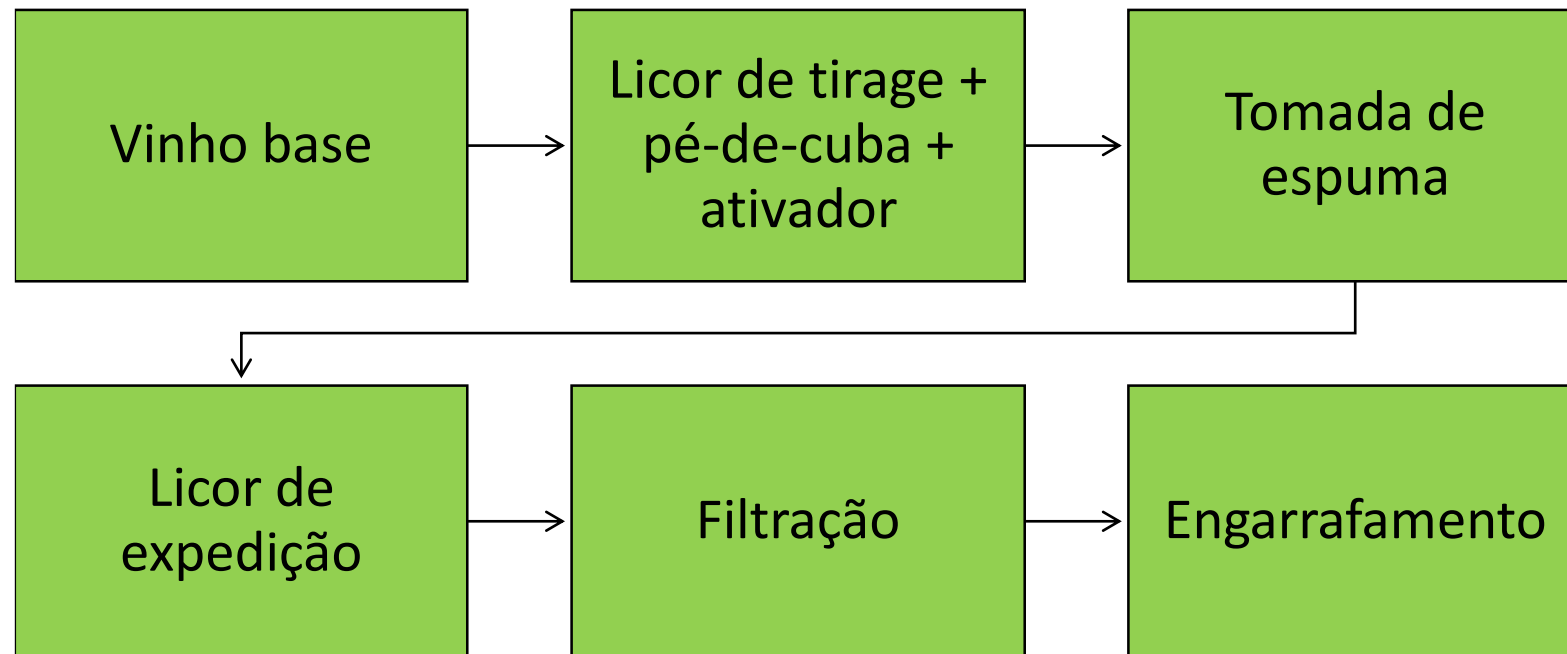 Vinho base
Licor de tirage +
pé-de-cuba +
ativador
Tomada de
espuma
Licor de
expedição
Filtração
Engarrafamento